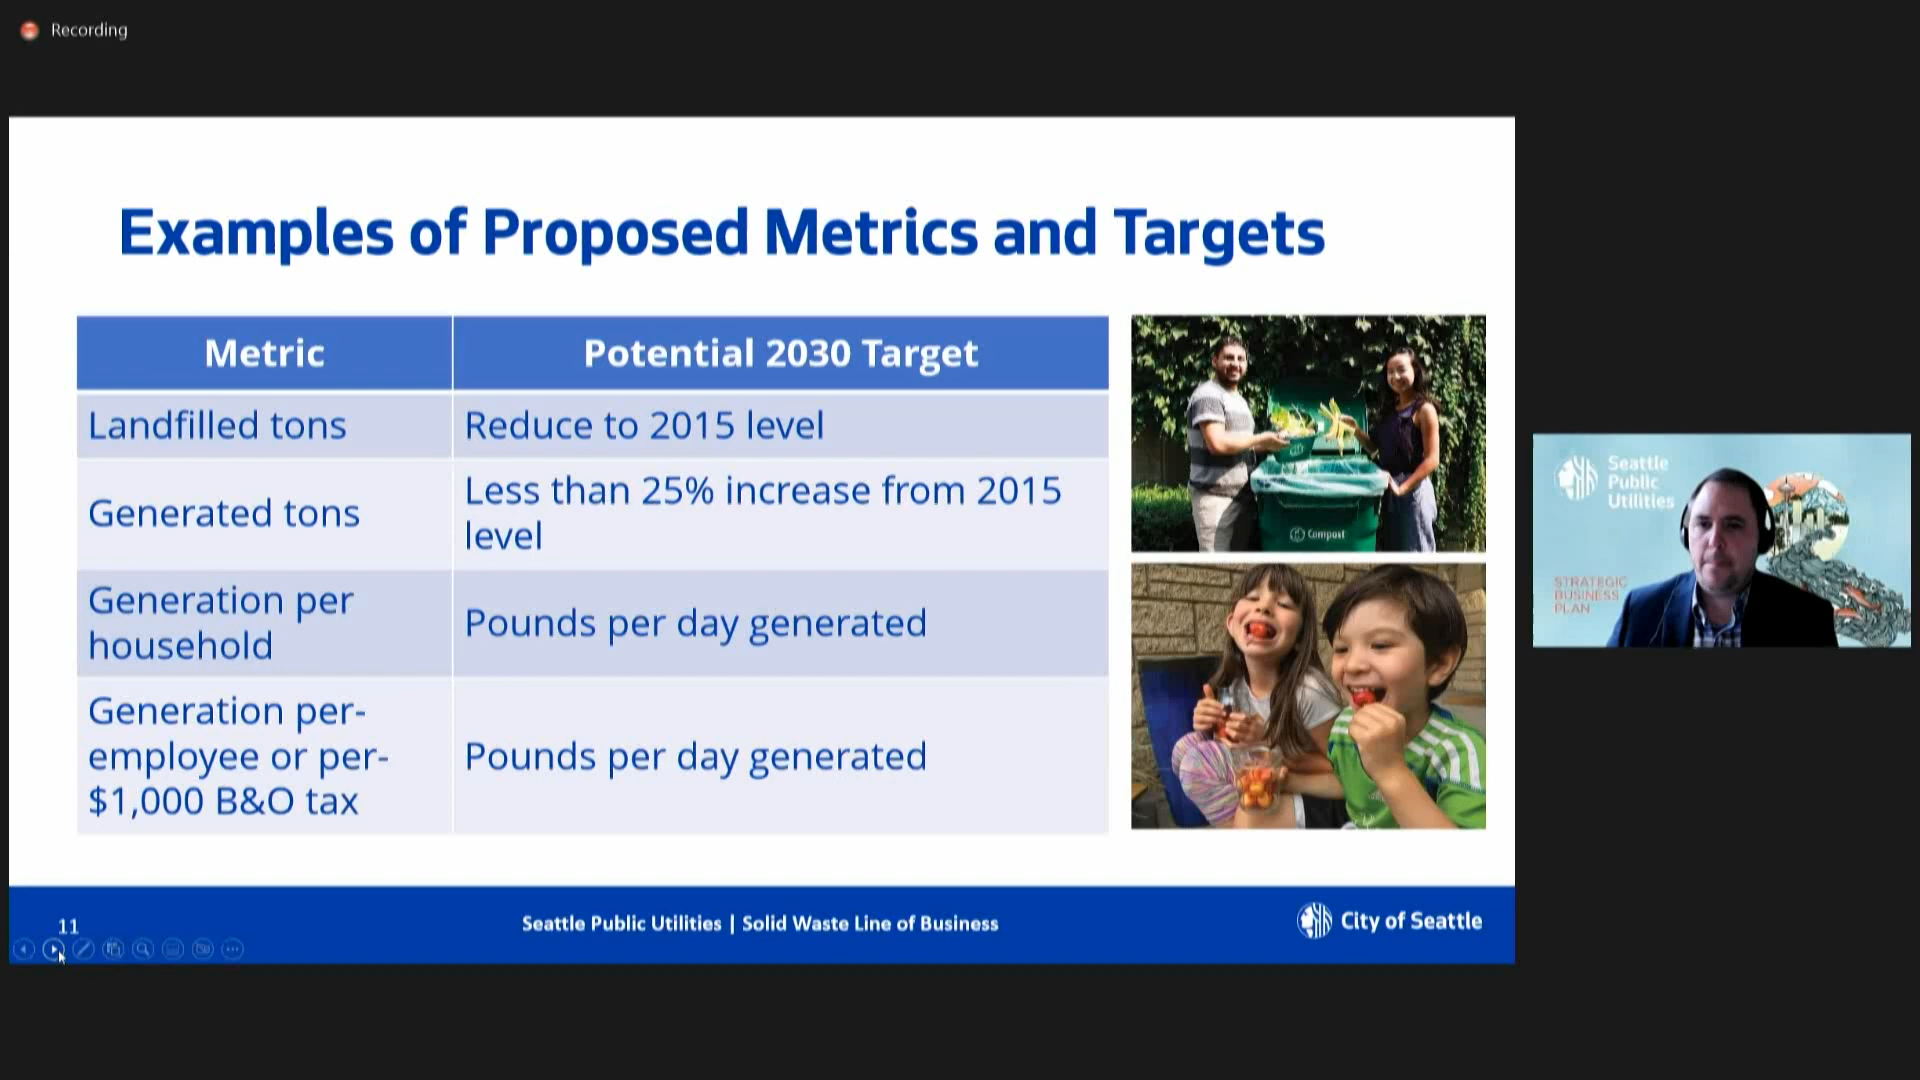 Recording
Examples of Proposed Metrics and Targets
Metric
Potential 2030 Target
Landfilled tons
Reduce to 2015 level
Generated tons
Less than 25% increase from 2015
level
Generation per
household
Pounds per day generated
Generation per-
employee or per-
$1,000 B&O tax
Pounds per day generated
Compost
11
Seattle Public Utilities | Solid Waste Line of Business
City of Seattle
Seattle
Public
Utilities
STRATEGIC
BUSINESS
PLAN